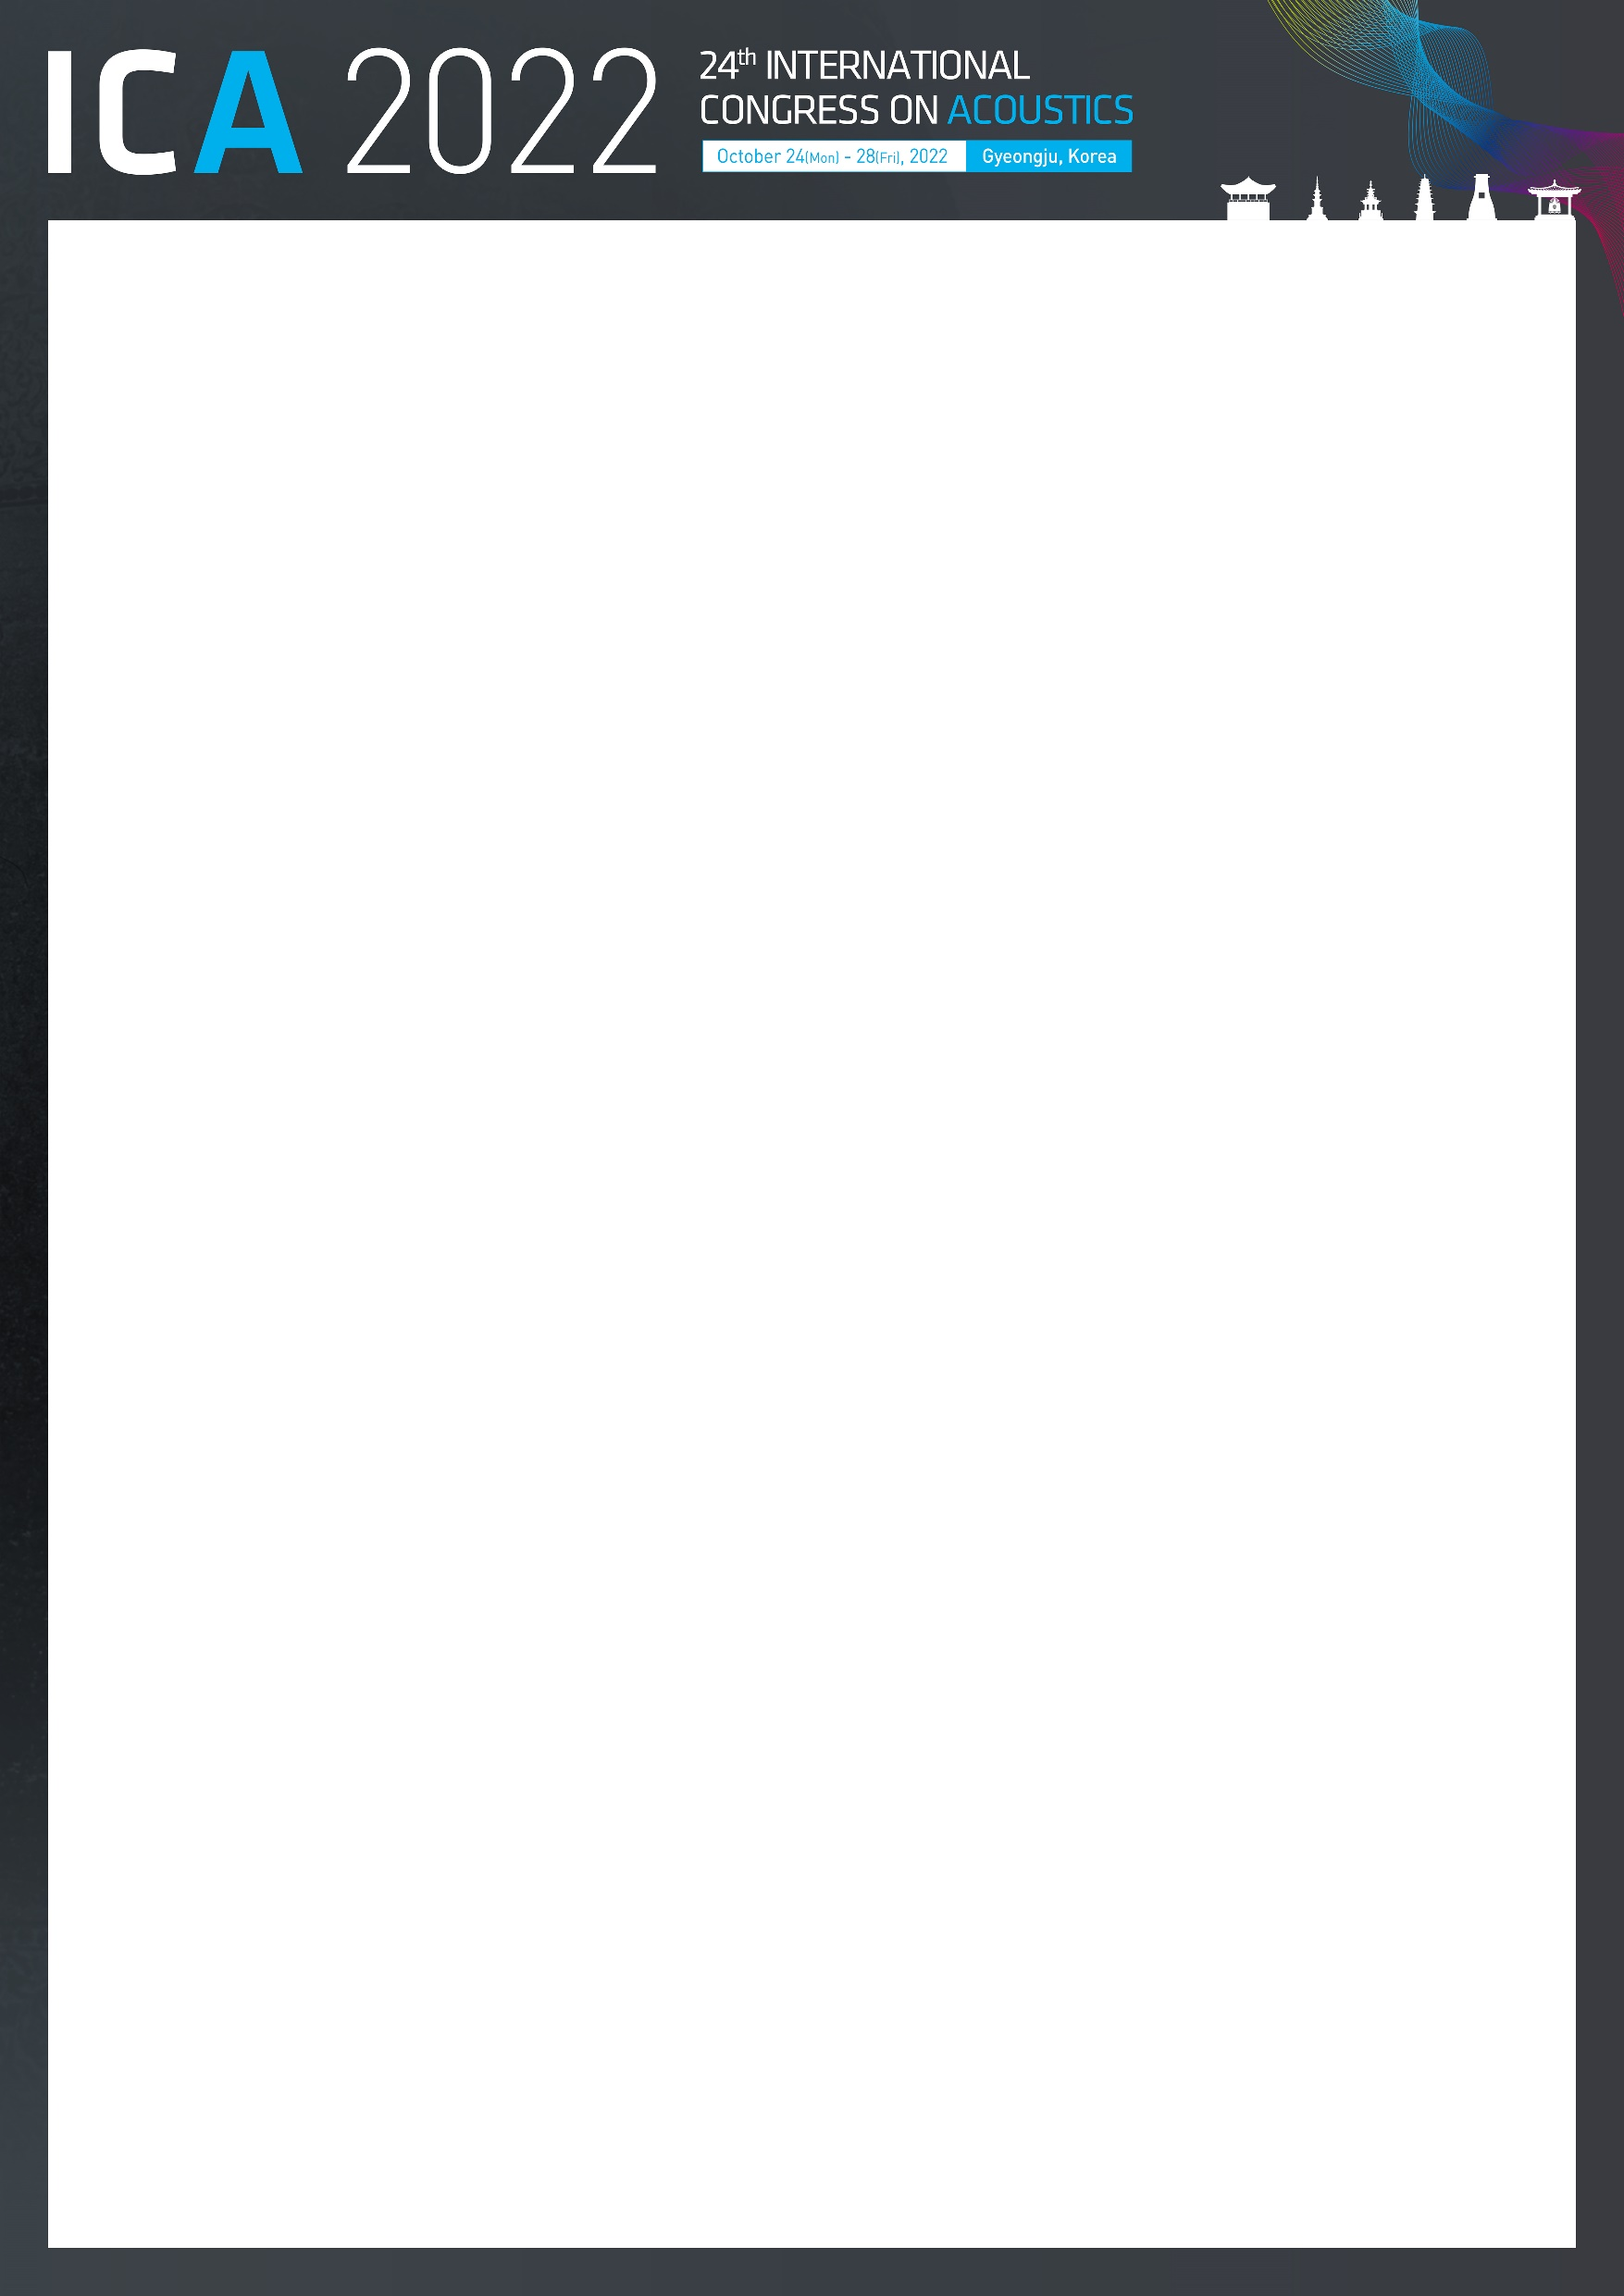 ICA 2022
24th INTERNATIONAL
CONGRESS ON ACOUSTICS
October 24(Mon) - 28(Fri), 2022 Gyeongju, Korea